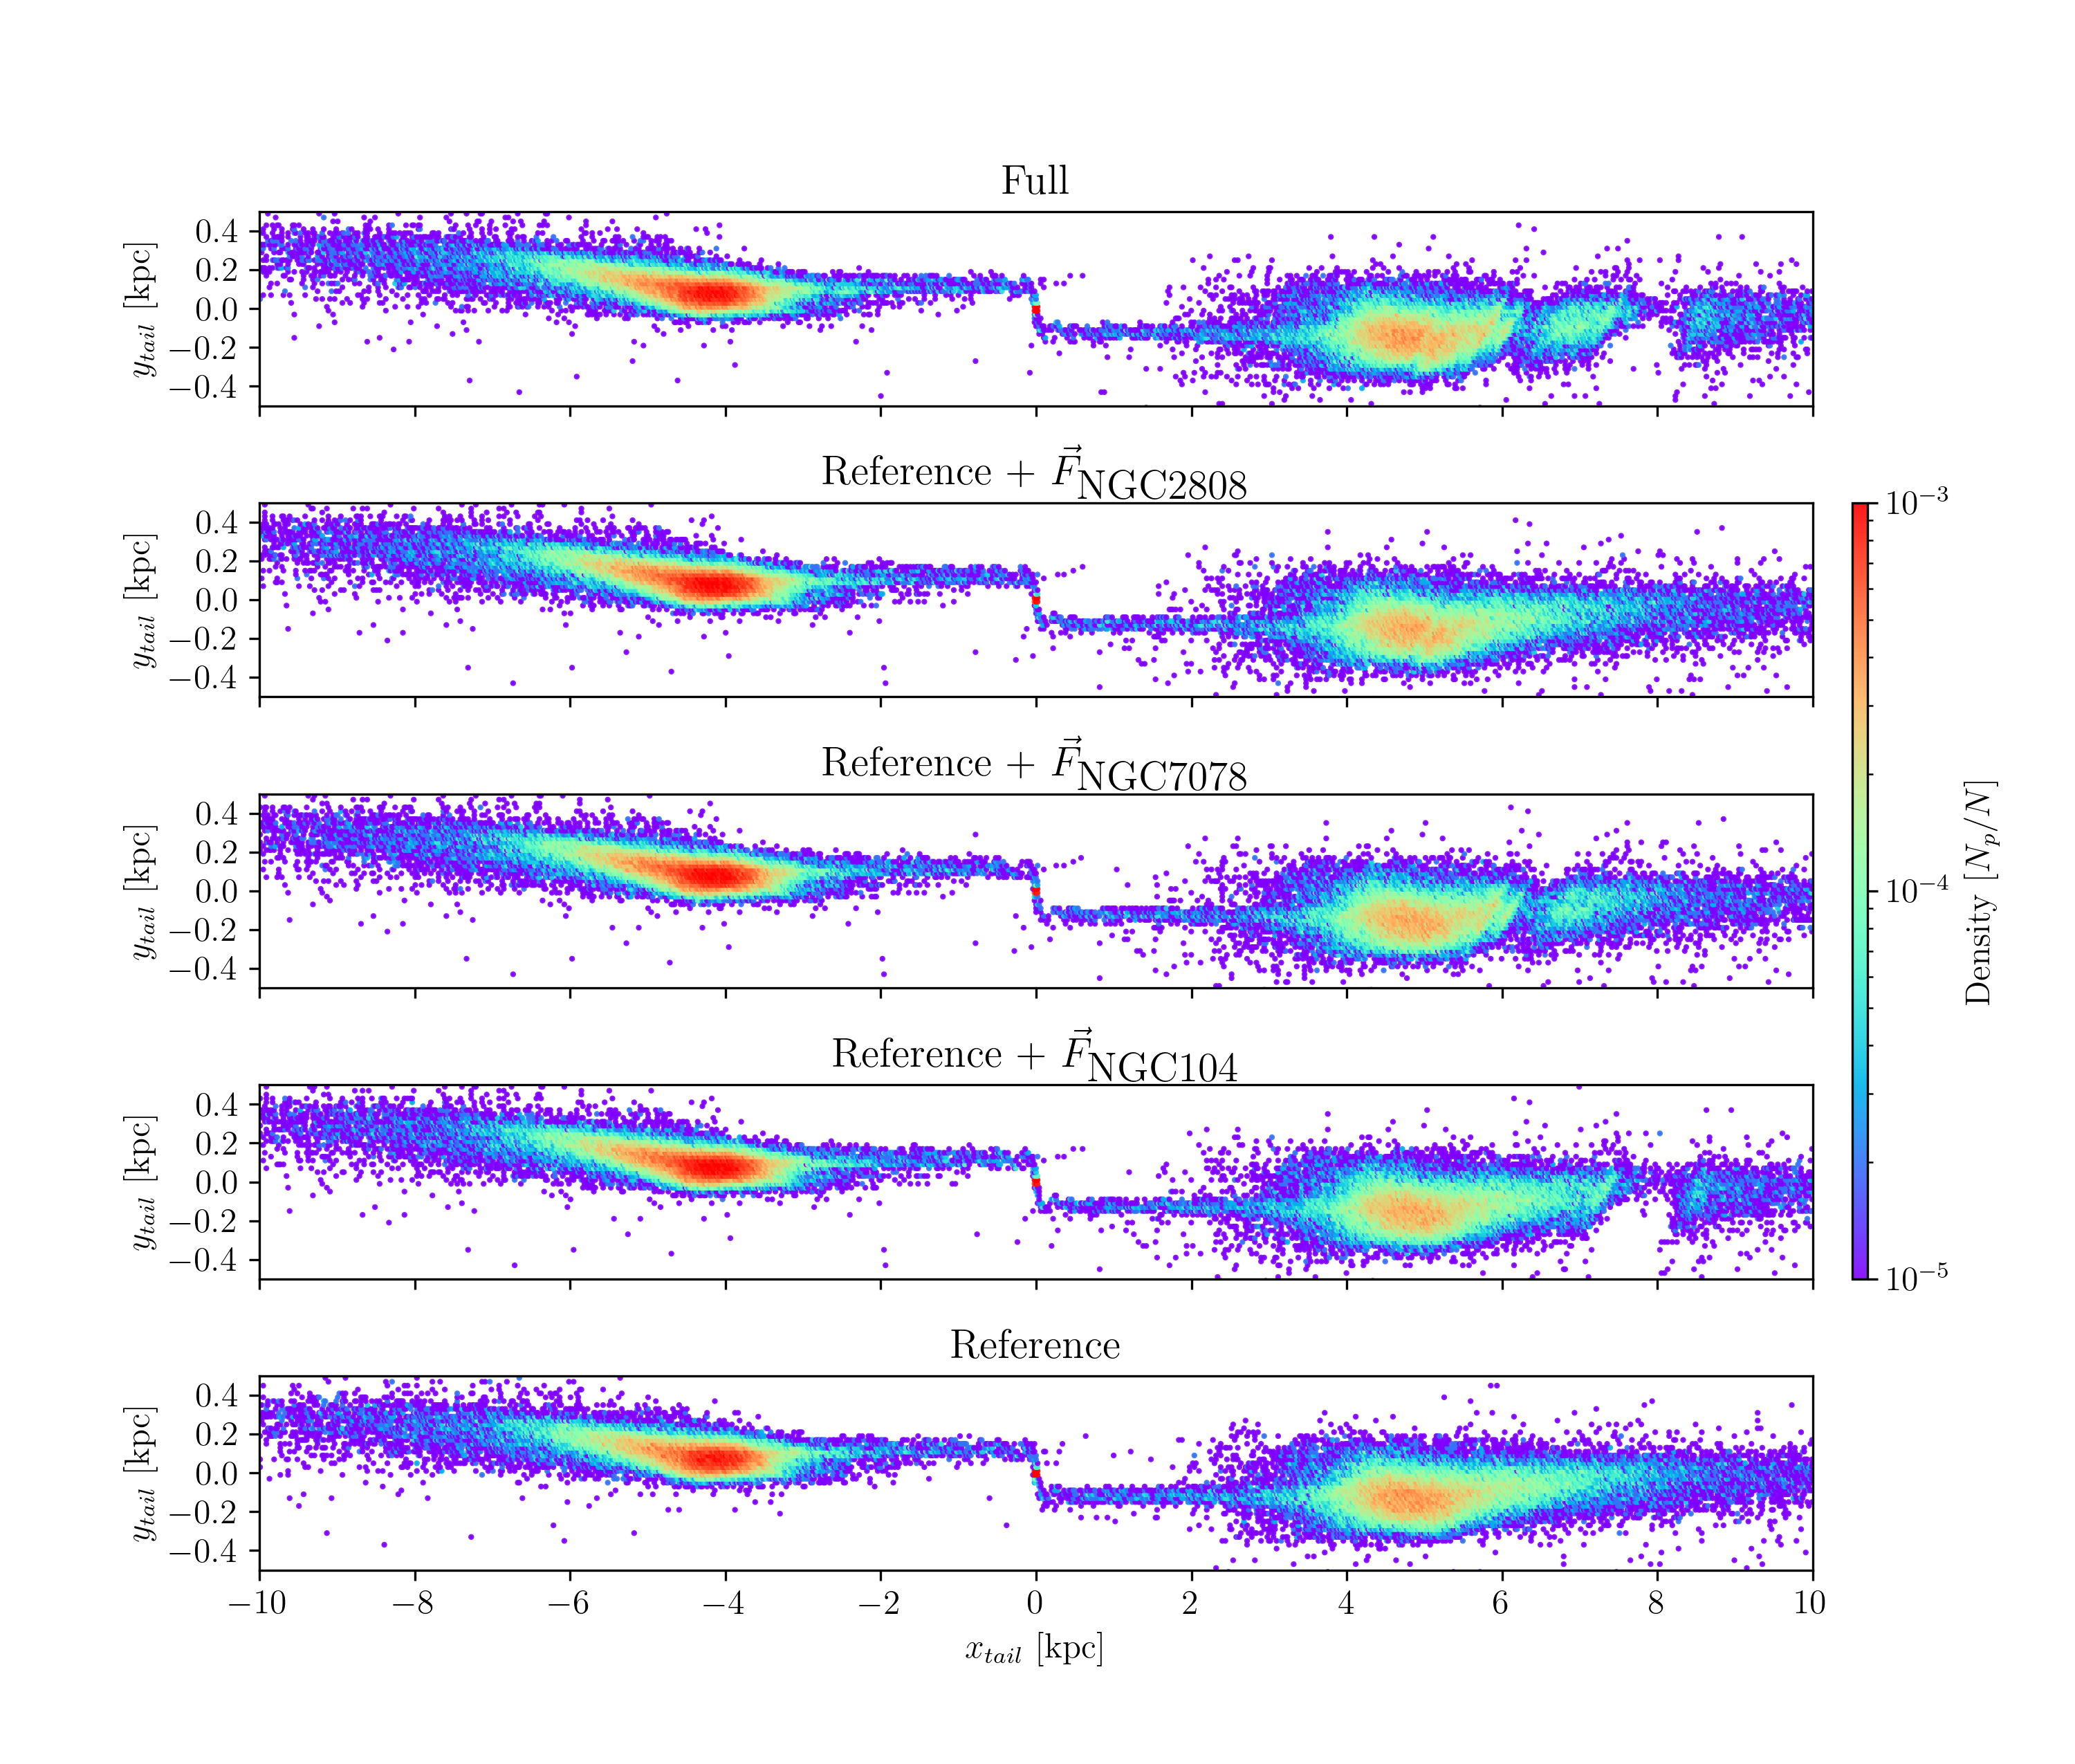 Full
0.4
0.2
0.0
−0.2
−0.4
y_tail [kpc]
Reference + F⃗_NGC2808
0.4
0.2
0.0
−0.2
−0.4
y_tail [kpc]
Reference + F⃗_NGC7078
0.4
0.2
0.0
−0.2
−0.4
y_tail [kpc]
Reference + F⃗_NGC104
0.4
0.2
0.0
−0.2
−0.4
y_tail [kpc]
Reference
0.4
0.2
0.0
−0.2
−0.4
y_tail [kpc]
−10 −8 −6 −4 −2 0 2 4 6 8 10
x_tail [kpc]
10⁻³
10⁻⁴
10⁻⁵
Density [N_p/N]